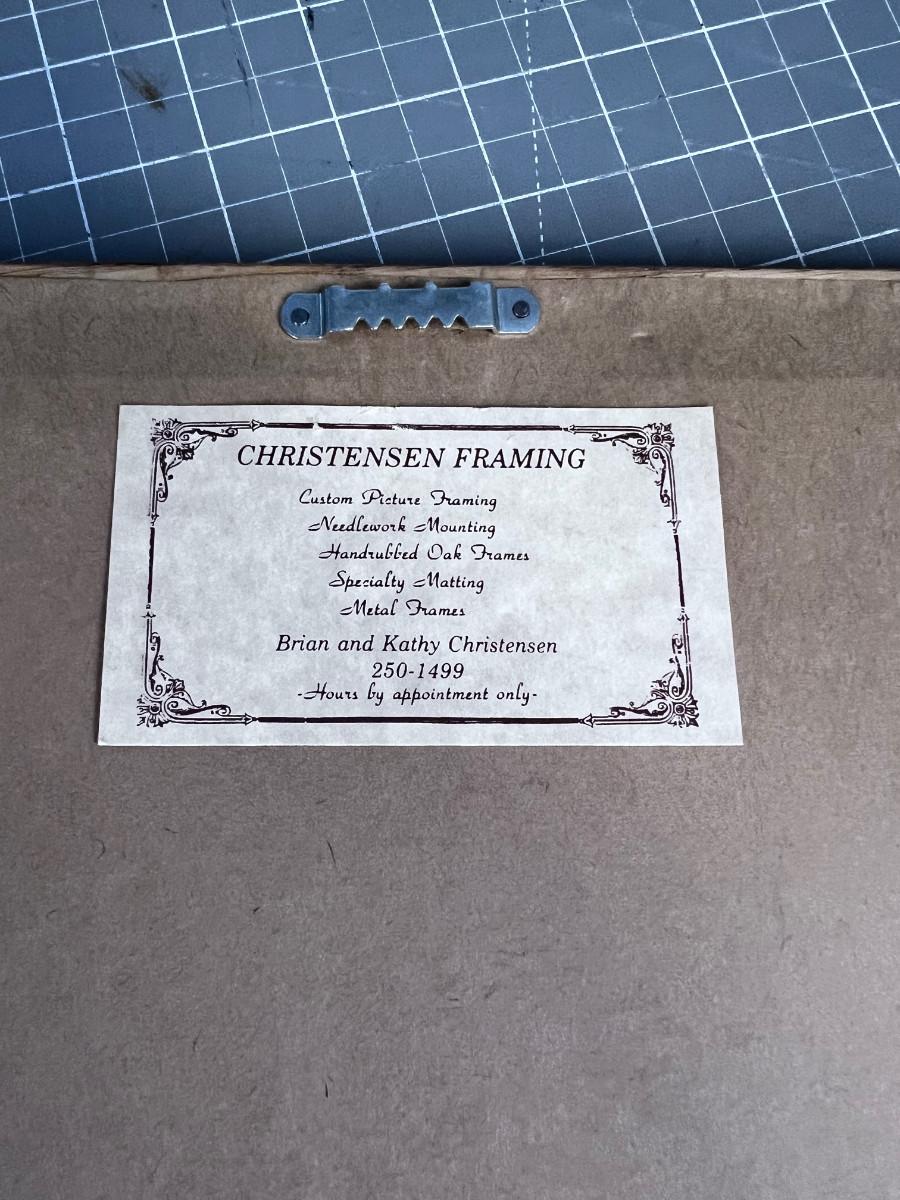 CHRISTENSEN FRAMING
Custom Picture Framing
Needlework Mounting
Handrubbed Oak Frames
Specialty Matting
Metal Frames
Brian and Kathy Christensen
250-1499
-Hours by appointment only-